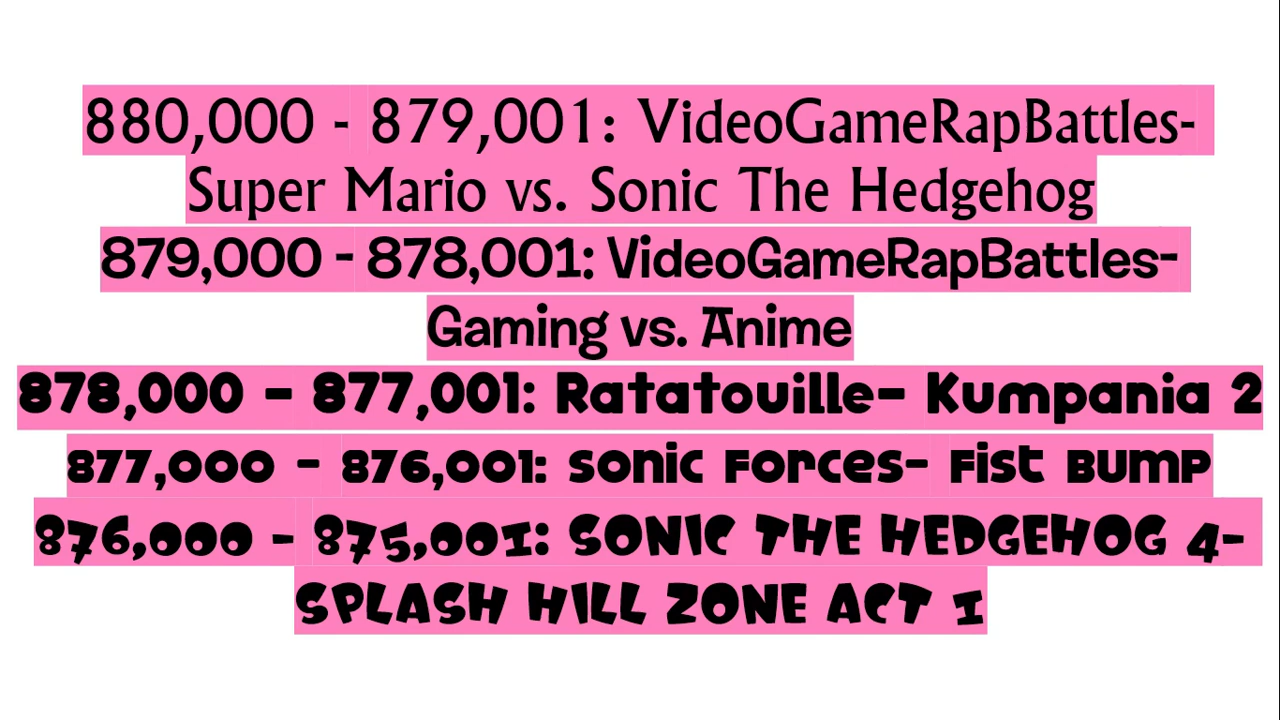 880,000 - 879,001: VideoGameRapBattles-
Super Mario vs. Sonic The Hedgehog
879,000 - 878,001: VideoGameRapBattles-
Gaming vs. Anime
878,000 - 877,001: Ratatouille- Kumpania 2
877,000 - 876,001: Sonic Forces- Fist Bump
876,000 - 875,001: SONIC THE HEDGEHOG 4-
SPLASH HILL ZONE ACT 1